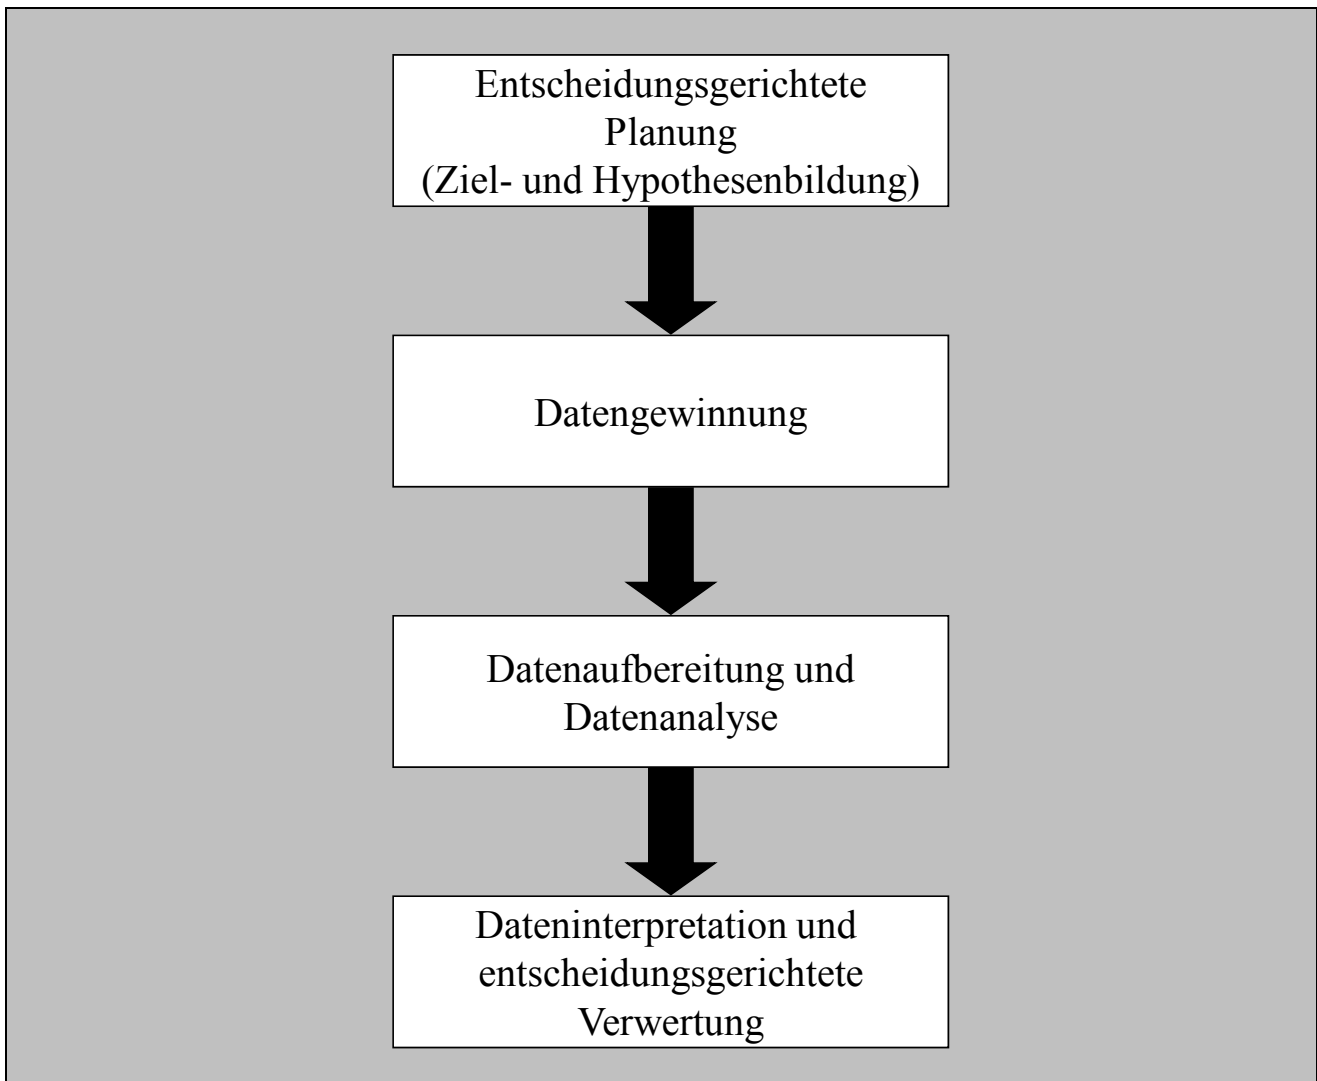 Entscheidungsgerichtete
Planung
(Ziel- und Hypothesenbildung)
Datengewinnung
Datenaufbereitung und
Datenanalyse
Dateninterpretation und
entscheidungsgerichtete
Verwertung